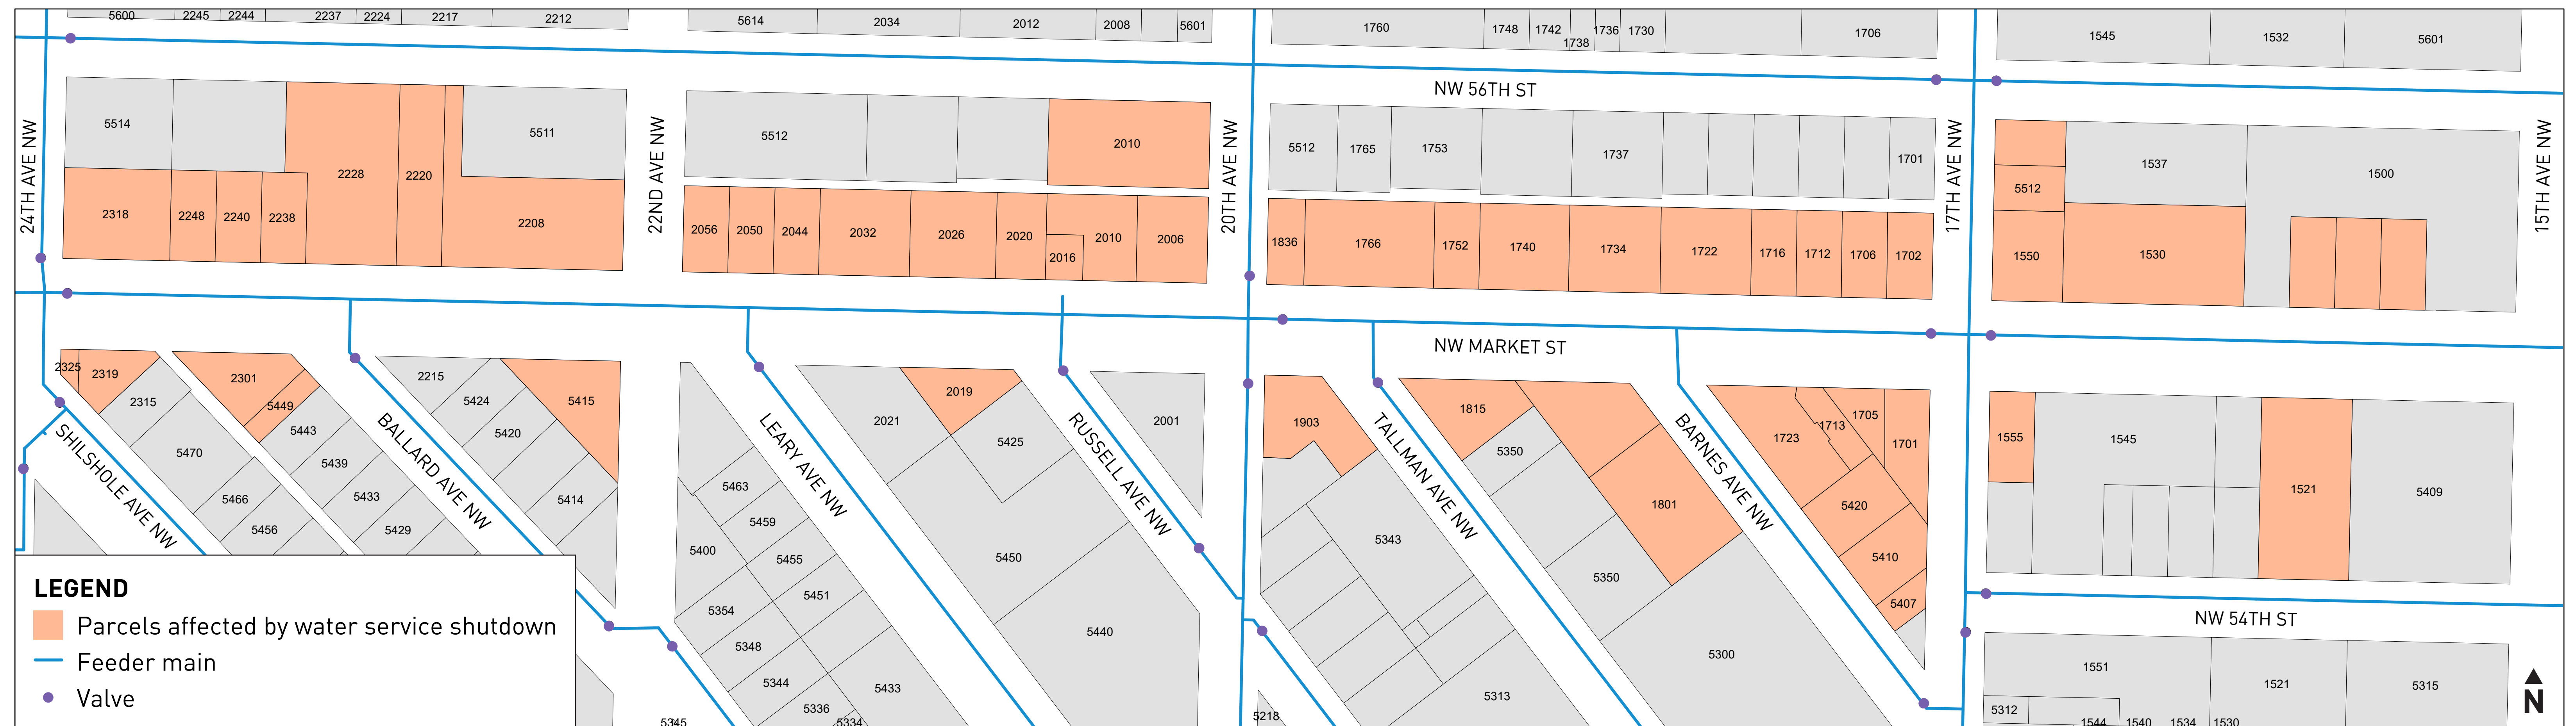 5600 2245 2244 2237 2224 2217 2212 5614 2034 2012 2008 5601 1760 1748 1742 1738 1736 1730 1706 1545 1532 5601
NW 56TH ST
24TH AVE NW
22ND AVE NW
20TH AVE NW
17TH AVE NW
15TH AVE NW
5514 2228 2220 5511 5512 2010 5512 1765 1753 1737 1701 5512 1537 1500
2318 2248 2240 2238 2208 2056 2050 2044 2032 2026 2020 2016 2010 2006 1836 1766 1752 1740 1734 1722 1716 1712 1706 1702 1550 1530
NW MARKET ST
2325 2319 2301 2215 5415 2021 2019 2001 1903 1815 1723 1713 1705 1701 1555 1545 1521 5409
2315 5449 5424 5425 5350
5470 5443 5420
5466 5439 5414 5463
5456 5433 5459
5429 5400 5455 5450 5343 5350 1801 5420 5410
5354 5451 5440 5407
5348 5300
5344 5433 5313
5336 5334
5345 5218
SHILSHOLE AVE NW
BALLARD AVE NW
LEARY AVE NW
RUSSELL AVE NW
TALLMAN AVE NW
BARNES AVE NW
NW 54TH ST
1551 1521 5315
5312 1544 1540 1534 1530
LEGEND
Parcels affected by water service shutdown
Feeder main
Valve
N